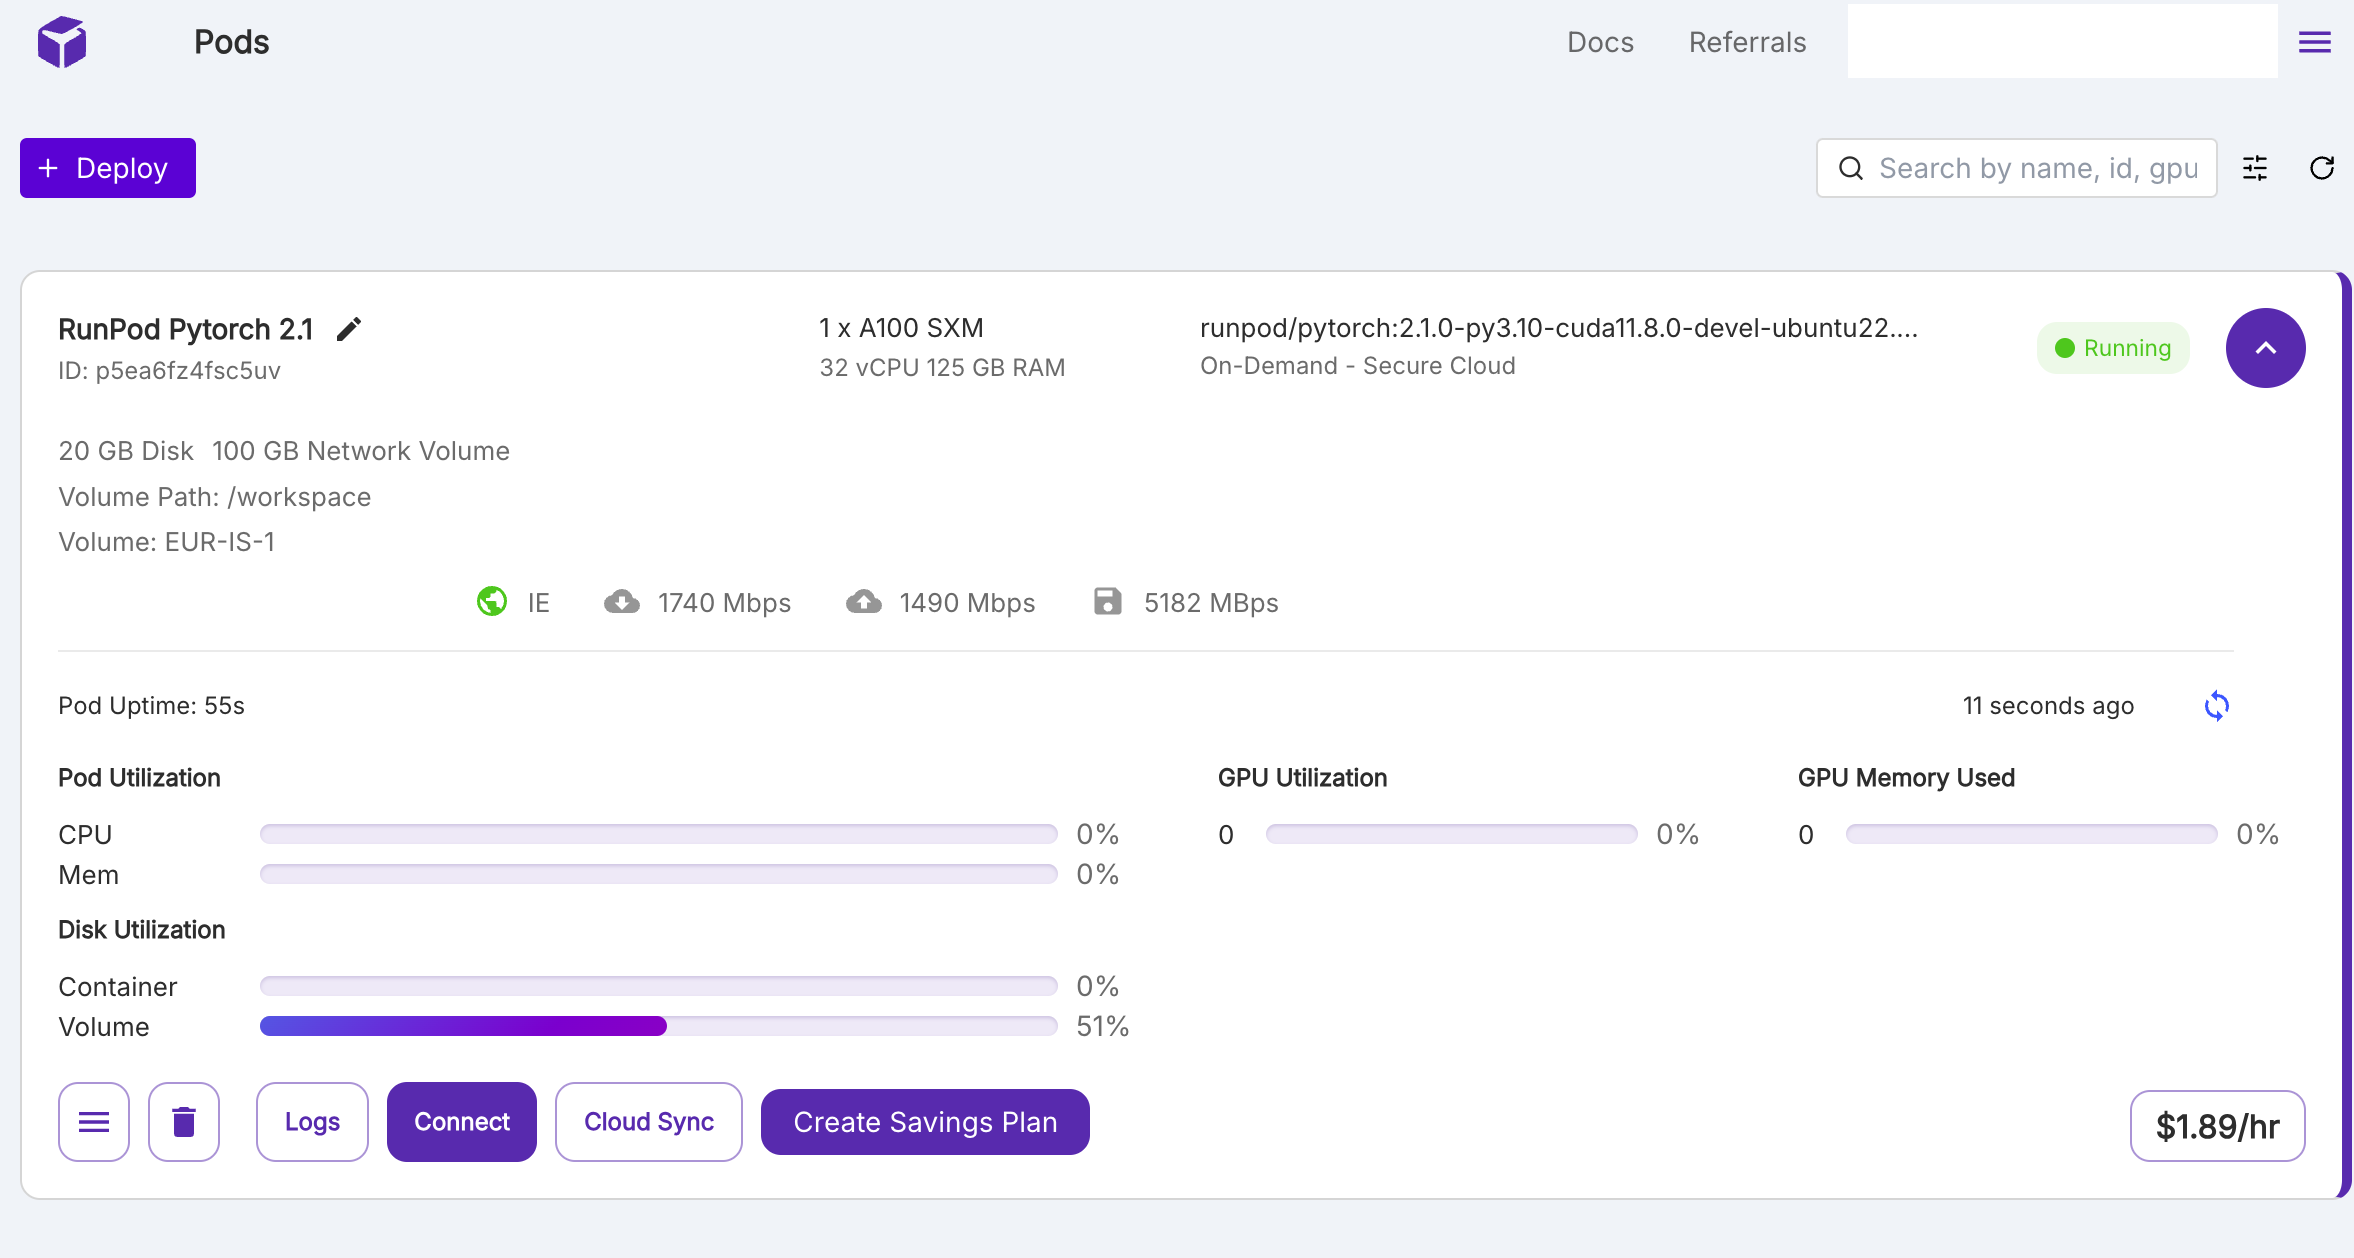 Pods
Docs
Referrals
+ Deploy
Search by name, id, gpu
RunPod Pytorch 2.1
ID: p5ea6fz4fsc5uv
1 x A100 SXM
32 vCPU 125 GB RAM
runpod/pytorch:2.1.0-py3.10-cuda11.8.0-devel-ubuntu22....
On-Demand - Secure Cloud
Running
20 GB Disk 100 GB Network Volume
Volume Path: /workspace
Volume: EUR-IS-1
IE
1740 Mbps
1490 Mbps
5182 MBps
Pod Uptime: 55s
11 seconds ago
Pod Utilization
CPU 0%
Mem 0%
GPU Utilization
0 0%
GPU Memory Used
0 0%
Disk Utilization
Container 0%
Volume 51%
Logs
Connect
Cloud Sync
Create Savings Plan
$1.89/hr